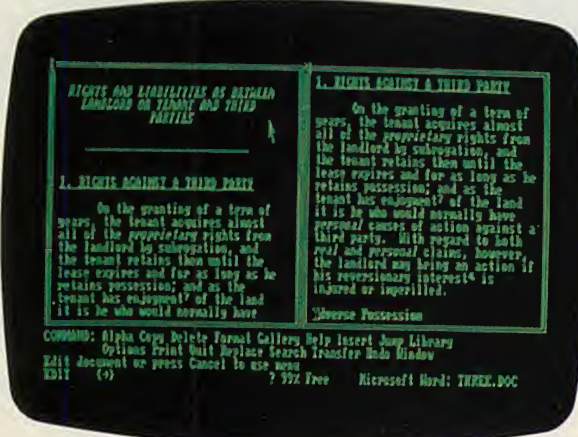 RIGHTS AND LIABILITIES AS BETWEEN
LANDLORD OR TENANT AND THIRD
PARTIES
1. RIGHTS AGAINST A THIRD PARTY
On the granting of a term of
years, the tenant acquires almost
all of the proprietary rights from
the landlord by subrogation, and
the tenant retains then until the
lease expires and for as long as he
retains possession; and as the
tenant has enjoyment⁷ of the land
it is he who would normally have
1. RIGHTS AGAINST A THIRD PARTY
On the granting of a term of
years, the tenant acquires almost
all of the proprietary rights from
the landlord by subrogation, and
the tenant retains then until the
lease expires and for as long as he
retains possession; and as the
tenant has enjoyment⁷ of the land
it is he who would normally have
personal causes of action against a
third party. With regard to both
and personal claims, however,
the landlord may bring an action if
his reversionary interest⁶ is
injured or imperilled.
Adverse Possession
COMMAND: Alpha Copy Delete Format Gallery Help Insert Jump Library
Options Print Quit Replace Search Transfer Undo Window
Edit document or press Cancel to use menu
EDIT {→} ? 99% Free Microsoft Word: THREE.DOC